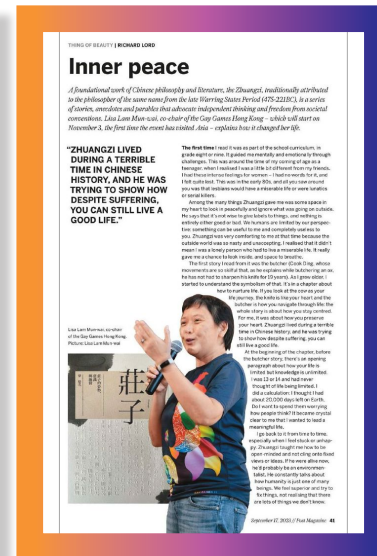 THING OF BEAUTY | RICHARD LORD
Inner peace
A foundational work of Chinese philosophy and literature, the Zhuangzi, traditionally attributed
to the philosopher of the same name from the late Warring States Period (475-221BC), is a
series of stories, anecdotes and parables that advocate independent thinking and freedom from societal
conventions. Lisa Lam Mun-wai, co-chair of the Gay Games Hong Kong – which will start on
November 3, the first time the event has visited Asia – explains how it changed her life.
"ZHUANGZI LIVED
DURING A TERRIBLE
TIME IN CHINESE
HISTORY, AND HE WAS
TRYING TO SHOW HOW
DESPITE SUFFERING,
YOU CAN STILL LIVE A
GOOD LIFE."
The first time I read it was as part of the school curriculum, in
grade eight or nine. It guided me mentally and emotionally through
challenges. This was around the time of my coming of age as a
teenager, when I realised I was a little bit different from my friends.
I had these intense feelings for women – I had no words for it, and
I felt quite lost. This was in the early 80s, and all you saw around
you was that lesbians would have a miserable life or were lunatics
or serial killers.
Among the many things Zhuangzi gave me was some space in
my heart to look in peacefully and ignore what was going on outside.
He says that it's not wise to give labels to things, and nothing is
entirely either good or bad. We humans are limited by our perspec-
tive: something can be useful to me and completely useless to
you. Zhuangzi was very comforting to me at that time because the
outside world was so nasty and unaccepting. I realised that it didn't
mean I was a lonely person who had to live a miserable life. It really
gave me a chance to look inside, and space to breathe.
The first story I read from it was the butcher (Cook Ding, whose
movements are so skilful that, as he explains while butchering an ox,
he has not had to sharpen his knife for 19 years). As I grew older, I
started to understand the symbolism of that. It's in a chapter about
how to nurture life. If you look at the cow as your
life journey, the knife is like your heart and the
butcher is how you navigate through life; the
whole story is about how you stay centred.
For me, it was about how you preserve
your heart. Zhuangzi lived during a terrible
time in Chinese history, and he was trying
to show how despite suffering, you can
still live a good life.
At the beginning of the chapter, before
the butcher story, there's an opening
paragraph about how your life is
limited but knowledge is unlimited.
I was 13 or 14 and had never
thought of life being limited. I
did a calculation: I thought I had
about 20,000 days left on Earth.
Do I want to spend them worrying
how people think? It became crystal
clear to me that I wanted to lead a
meaningful life.
I go back to it from time to time,
especially when I feel stuck or unhap-
py. Zhuangzi taught me how to be
open-minded and not cling onto fixed
views or ideas. If he were alive now,
he'd probably be an environmen-
talist. He constantly talks about
how humanity is just one of many
beings. We feel superior and try to
fix things, not realising that there
are lots of things we don't know.
Lisa Lam Mun-wai, co-chair
of the Gay Games Hong Kong.
Picture: Lisa Lam Mun-wai
莊
子
September 17, 2023 // Post Magazine 41